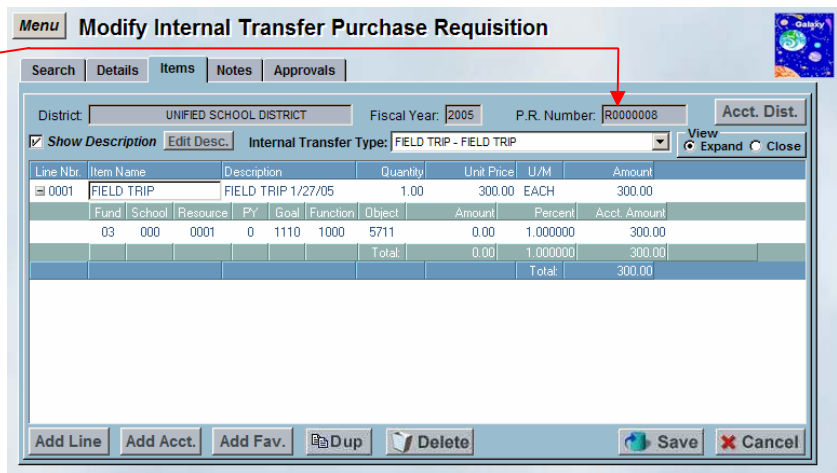 Menu Modify Internal Transfer Purchase Requisition
Galaxy
Search Details Items Notes Approvals
District: UNIFIED SCHOOL DISTRICT Fiscal Year: 2005 P.R. Number: R0000008 Acct. Dist.
Show Description Edit Desc. Internal Transfer Type: FIELD TRIP - FIELD TRIP View Expand Close
Line Nbr. Item Name Description Quantity Unit Price U/M Amount
0001 FIELD TRIP FIELD TRIP 1/27/05 1.00 300.00 EACH 300.00
Fund School Resource PY Goal Function Object Amount Percent Acct. Amount
03 000 0001 0 1110 1000 5711 0.00 1.000000 300.00
Total: 0.00 1.000000 300.00
Total: 300.00
Add Line Add Acct. Add Fav. Dup Delete Save Cancel